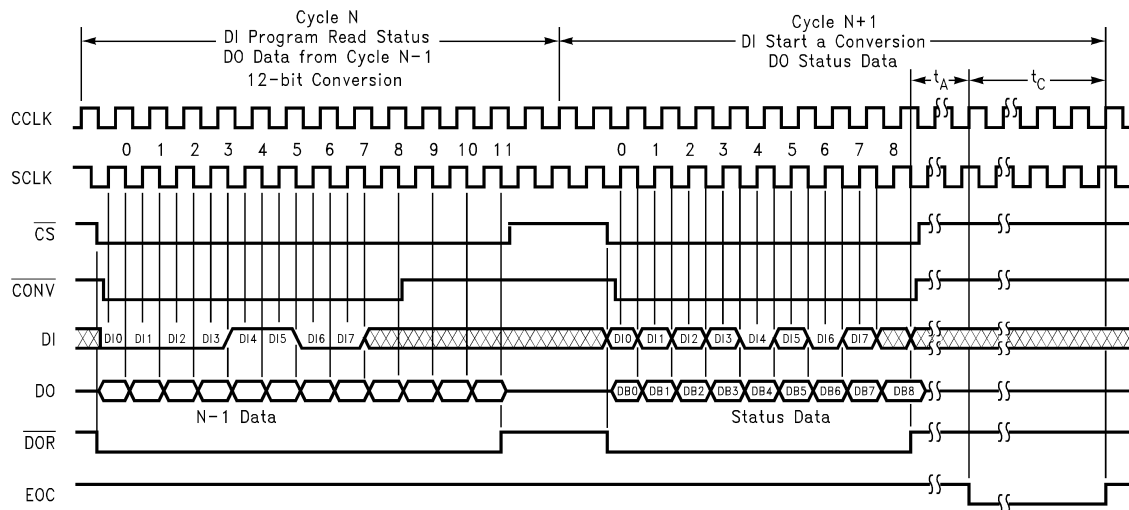 Cycle N
DI Program Read Status
DO Data from Cycle N-1
12-bit Conversion
Cycle N+1
DI Start a Conversion
DO Status Data
tA
tC
CCLK
0 1 2 3 4 5 6 7 8 9 10 11 0 1 2 3 4 5 6 7 8
SCLK
CS
CONV
DI DI0 DI1 DI2 DI3 DI4 DI5 DI6 DI7 DI0 DI1 DI2 DI3 DI4 DI5 DI6 DI7
DO DB0 DB1 DB2 DB3 DB4 DB5 DB6 DB7 DB8
N-1 Data Status Data
DOR
EOC